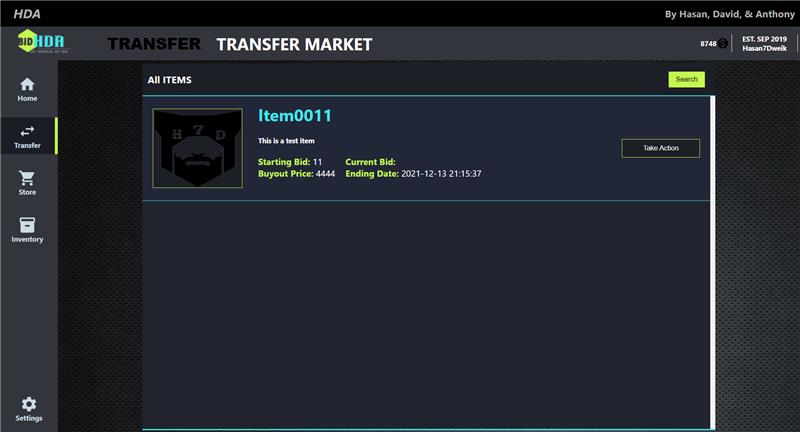 HDA
By Hasan, David, & Anthony
BID HDA
TRANSFER TRANSFER MARKET
8748
EST. SEP 2019
Hasan7Dweik
Home
Transfer
Store
Inventory
Settings
All ITEMS
Search
H 7 D
Item0011
This is a test item
Starting Bid: 11 Current Bid:
Buyout Price: 4444 Ending Date: 2021-12-13 21:15:37
Take Action